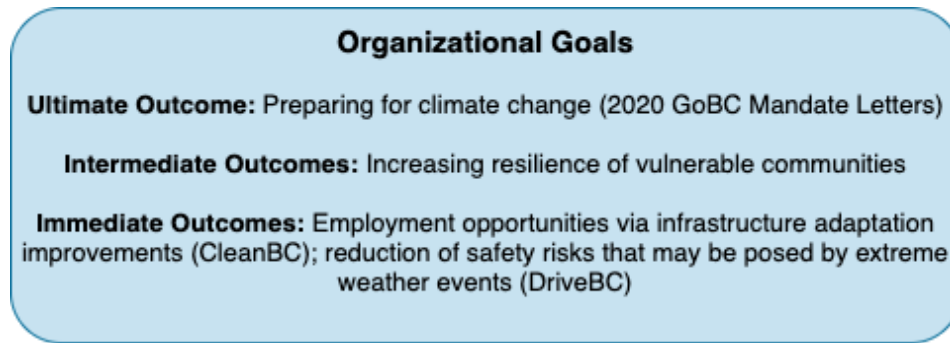 Organizational Goals
Ultimate Outcome: Preparing for climate change (2020 GoBC Mandate Letters)
Intermediate Outcomes: Increasing resilience of vulnerable communities
Immediate Outcomes: Employment opportunities via infrastructure adaptation
improvements (CleanBC); reduction of safety risks that may be posed by extreme
weather events (DriveBC)